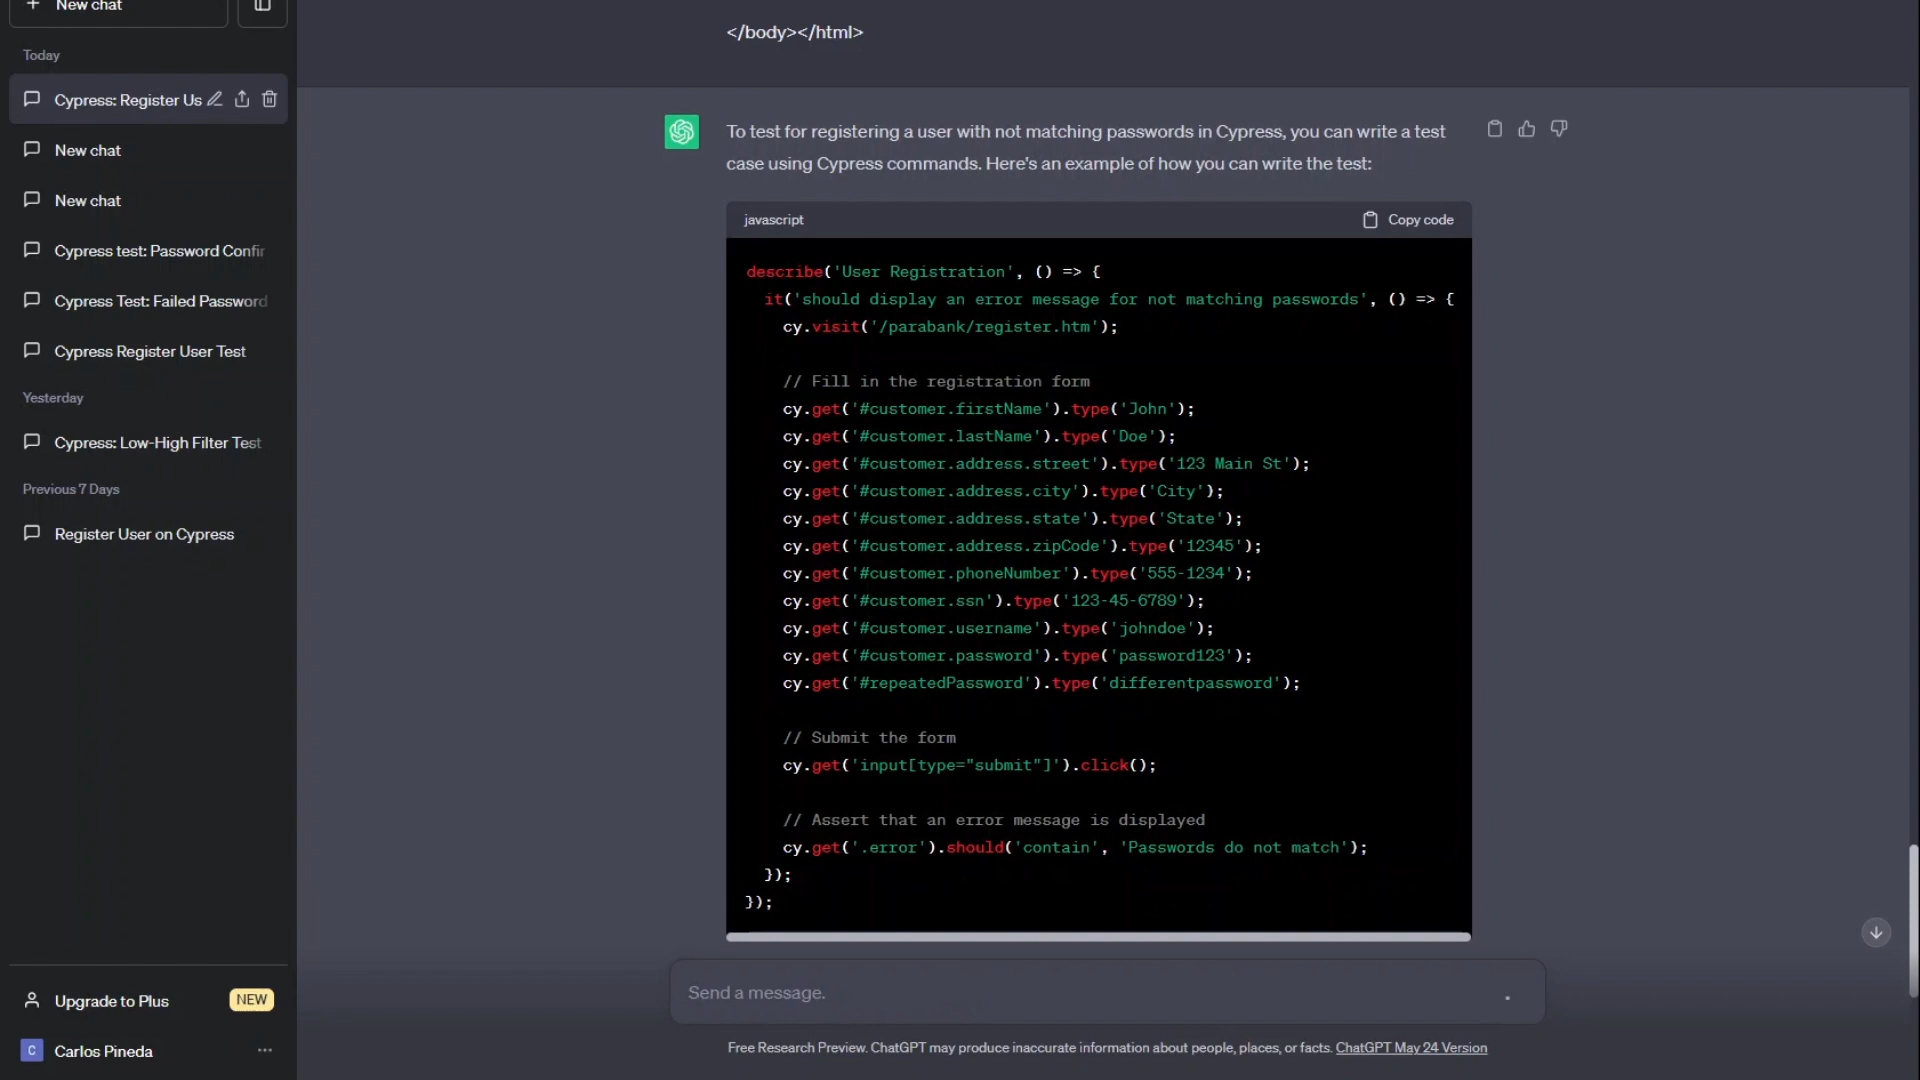 New chat
Today
Cypress: Register Us
New chat
New chat
Cypress test: Password Confir
Cypress Test: Failed Password
Cypress Register User Test
Yesterday
Cypress: Low-High Filter Test
Previous 7 Days
Register User on Cypress
Upgrade to Plus NEW
C Carlos Pineda
</body></html>
To test for registering a user with not matching passwords in Cypress, you can write a test
case using Cypress commands. Here's an example of how you can write the test:
javascript Copy code
describe('User Registration', () => {
  it('should display an error message for not matching passwords', () => {
    cy.visit('/parabank/register.htm');
    // Fill in the registration form
    cy.get('#customer.firstName').type('John');
    cy.get('#customer.lastName').type('Doe');
    cy.get('#customer.address.street').type('123 Main St');
    cy.get('#customer.address.city').type('City');
    cy.get('#customer.address.state').type('State');
    cy.get('#customer.address.zipCode').type('12345');
    cy.get('#customer.phoneNumber').type('555-1234');
    cy.get('#customer.ssn').type('123-45-6789');
    cy.get('#customer.username').type('johndoe');
    cy.get('#customer.password').type('password123');
    cy.get('#repeatedPassword').type('differentpassword');
    // Submit the form
    cy.get('input[type="submit"]').click();
    // Assert that an error message is displayed
    cy.get('.error').should('contain', 'Passwords do not match');
  });
});
Send a message.
Free Research Preview. ChatGPT may produce inaccurate information about people, places, or facts. ChatGPT May 24 Version